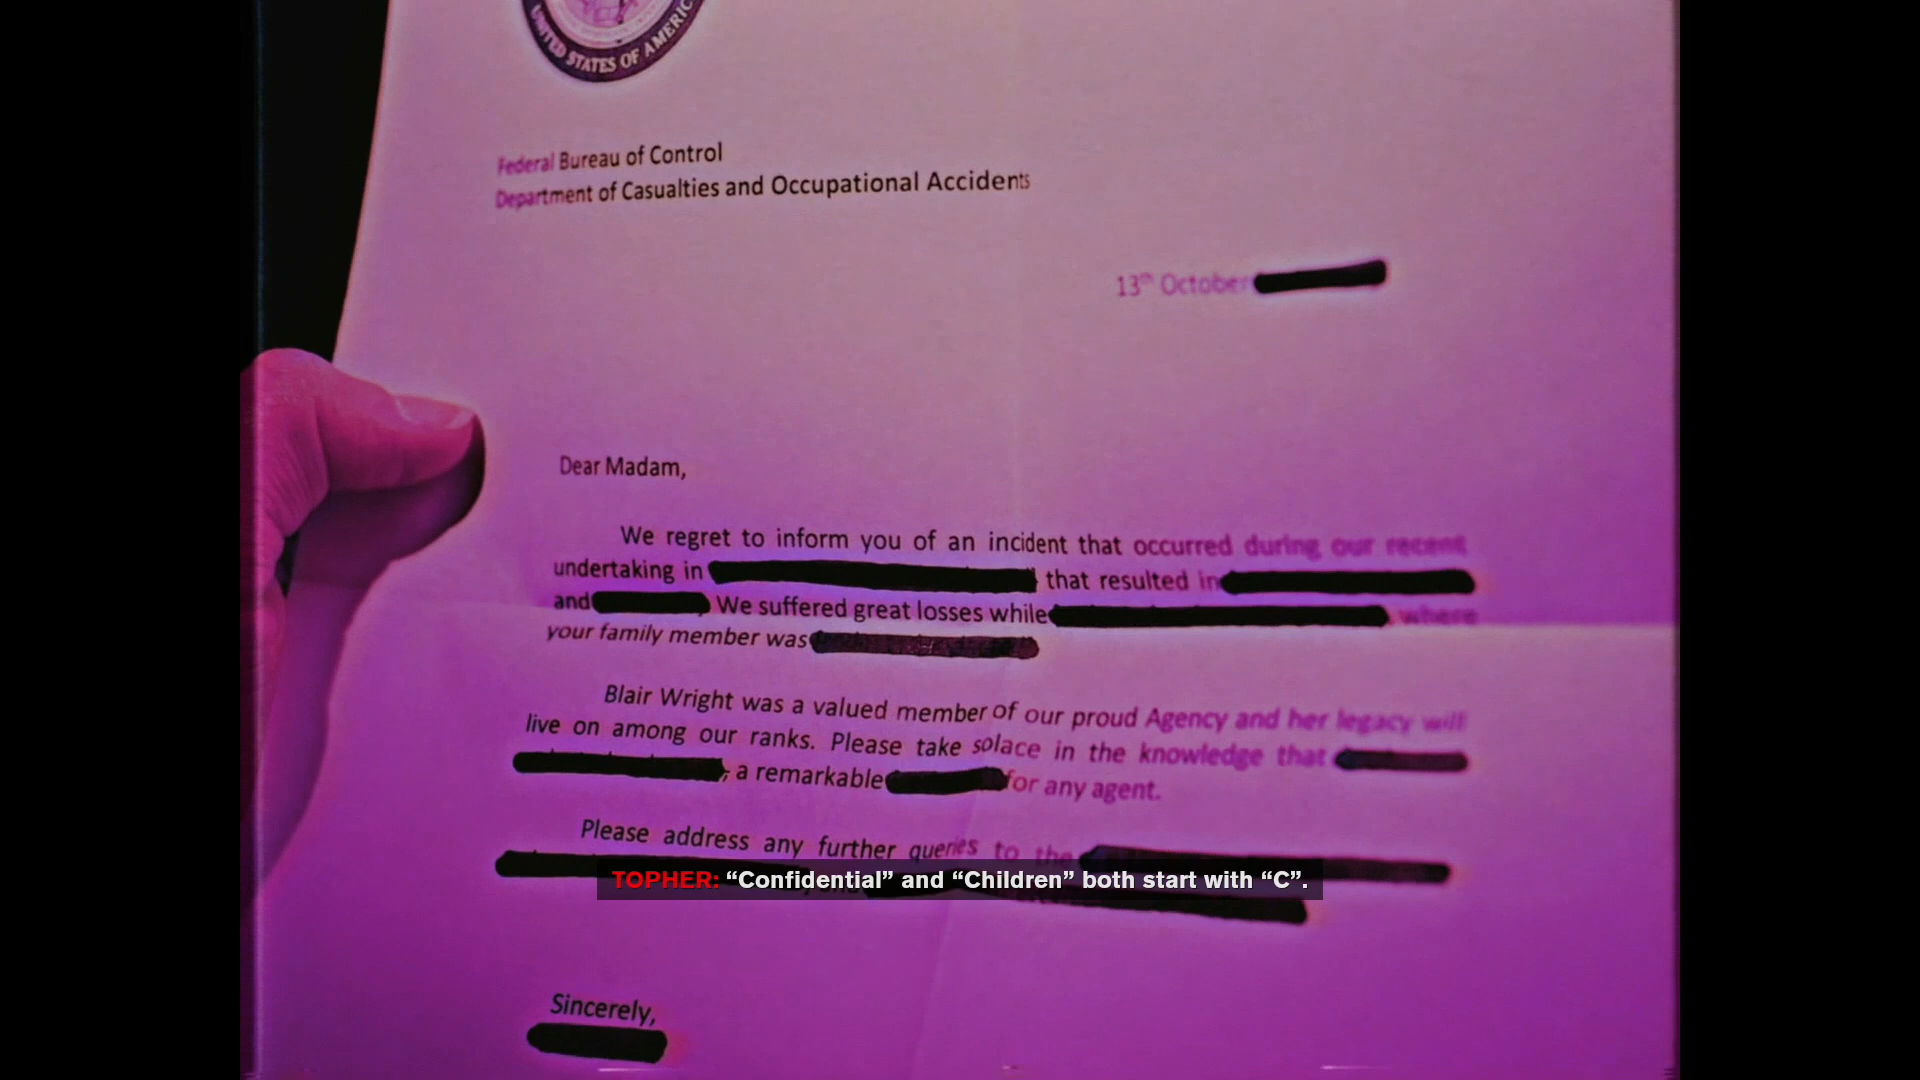 UNITED STATES OF AMERIC
Federal Bureau of Control
Department of Casualties and Occupational Accidents
13th October
Dear Madam,
We regret to inform you of an incident that occurred during our recent
undertaking in that resulted in
and We suffered great losses while where
your family member was
Blair Wright was a valued member of our proud Agency and her legacy will
live on among our ranks. Please take solace in the knowledge that
, a remarkable for any agent.
Please address any further queries to the
TOPHER: “Confidential” and “Children” both start with “C”.
Sincerely,